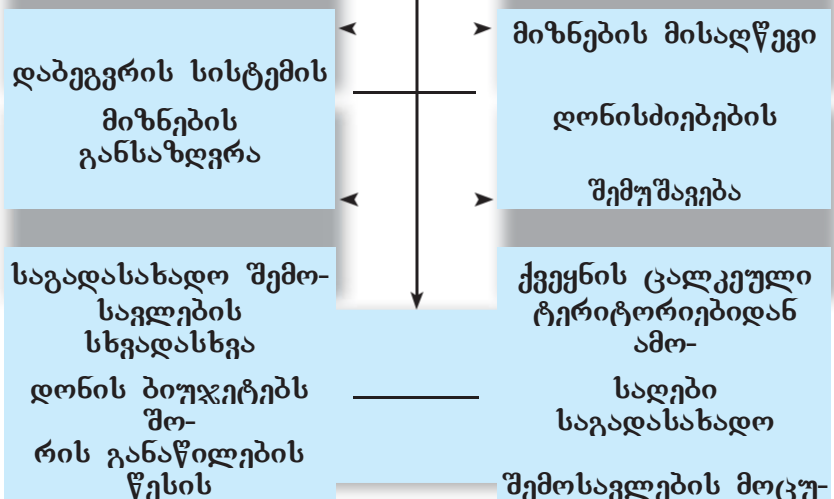 დაბეგვრის სისტემის
მიზნების
განსაზღვრა
მიზნების მისაღწევი
ღონისძიებების
შემუშავება
საგადასახადო შემო-
სავლების
სხვადასხვა
დონის ბიუჯეტებს
შო-
რის განაწილების
წესის
ქვეყნის ცალკეული
ტერიტორიებიდან
ამო-
საღები
საგადასახადო
შემოსავლების მოცუ-